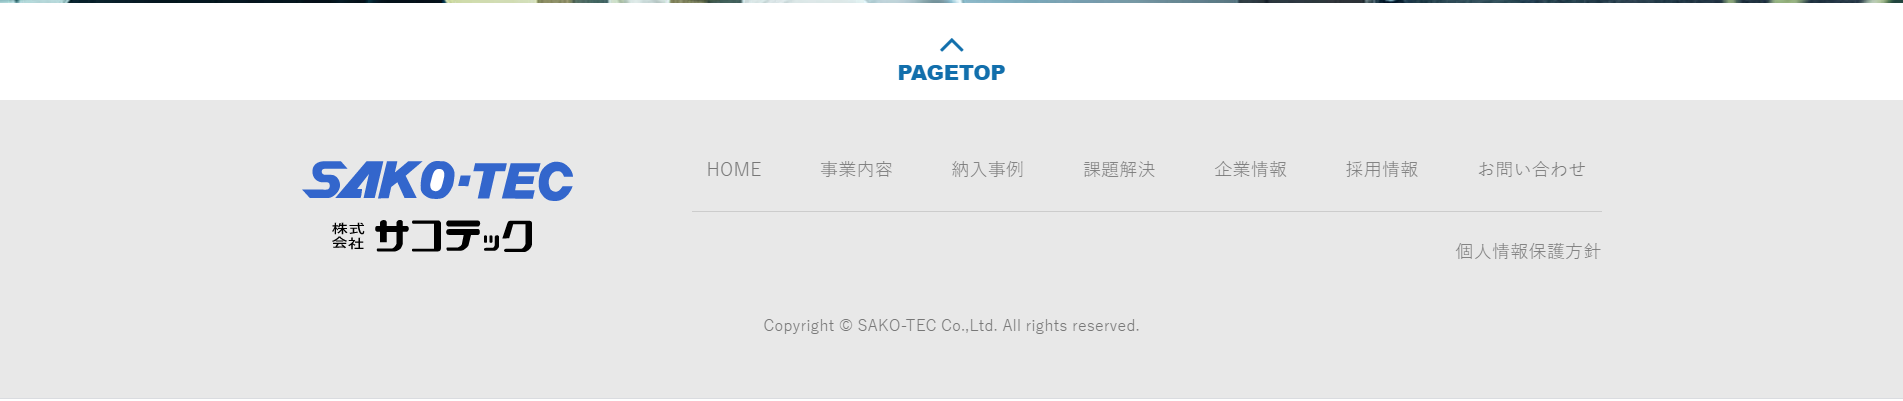 PAGETOP
SAKO-TEC
株式会社 サコテック
HOME 事業内容 納入事例 課題解決 企業情報 採用情報 お問い合わせ
個人情報保護方針
Copyright © SAKO-TEC Co.,Ltd. All rights reserved.